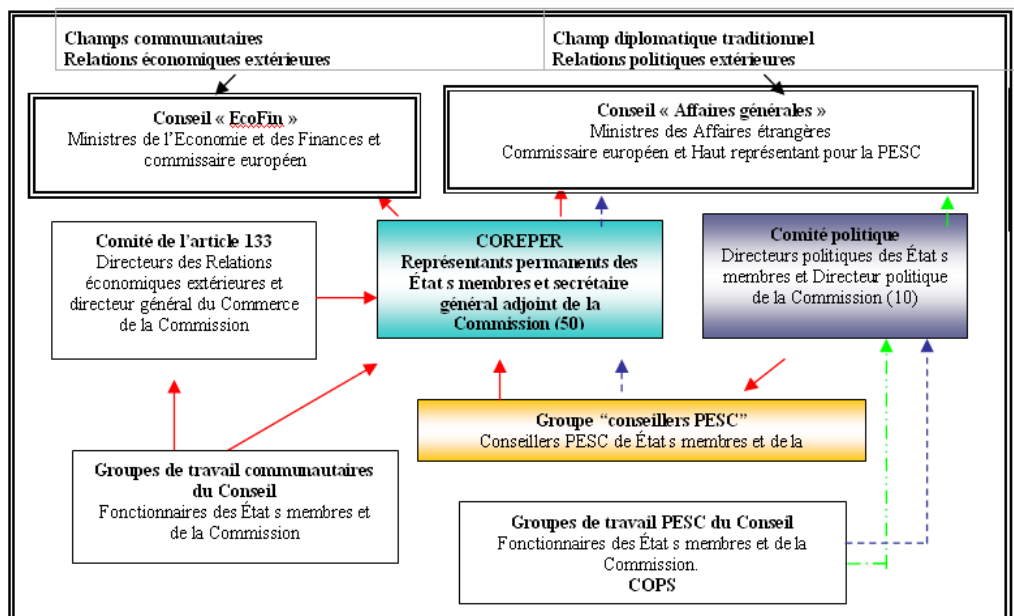 Champs communautaires
Relations économiques extérieures
Champ diplomatique traditionnel
Relations politiques extérieures
Conseil « EcoFin »
Ministres de l'Economie et des Finances et
commissaire européen
Conseil « Affaires générales »
Ministres des Affaires étrangères
Commissaire européen et Haut représentant pour la PESC
Comité de l'article 133
Directeurs des Relations
économiques extérieures et
directeur général du Commerce
de la Commission
COREPER
Représentants permanents des
État s membres et secrétaire
général adjoint de la
Commission (50)
Comité politique
Directeurs politiques des État s
membres et Directeur politique
de la Commission (10)
Groupe "conseillers PESC"
Conseillers PESC de État s membres et de la
Groupes de travail communautaires
du Conseil
Fonctionnaires des État s membres et
de la Commission
Groupes de travail PESC du Conseil
Fonctionnaires des État s membres et de la
Commission.
COPS